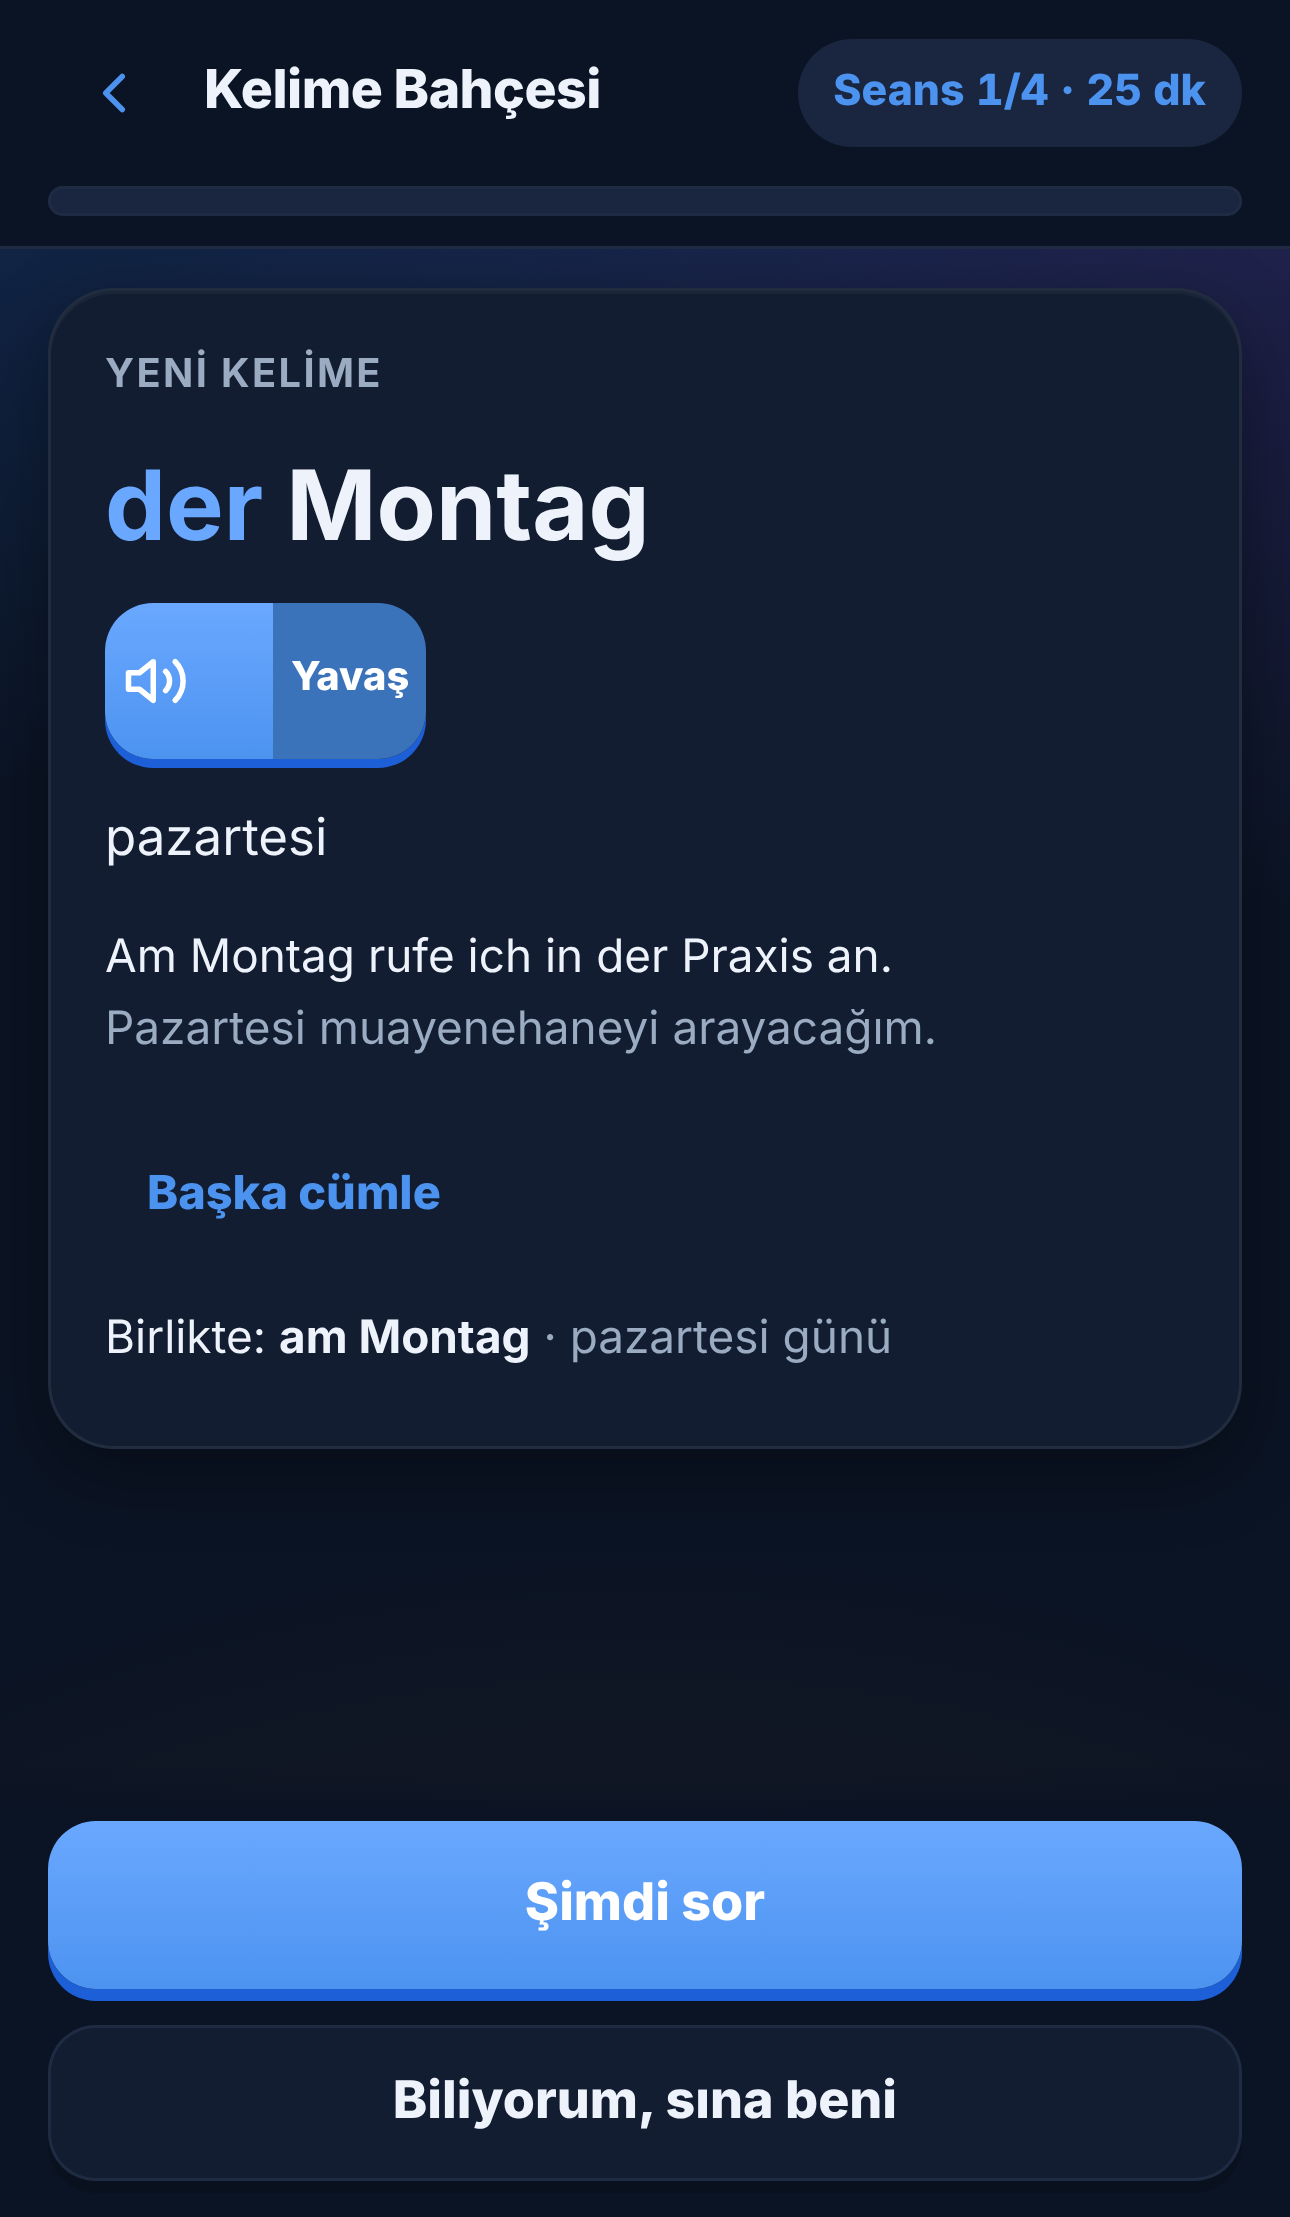 Kelime Bahçesi
Seans 1/4 · 25 dk
YENİ KELİME
der Montag
Yavaş
pazartesi
Am Montag rufe ich in der Praxis an.
Pazartesi muayenehaneyi arayacağım.
Başka cümle
Birlikte: am Montag · pazartesi günü
Şimdi sor
Biliyorum, sına beni